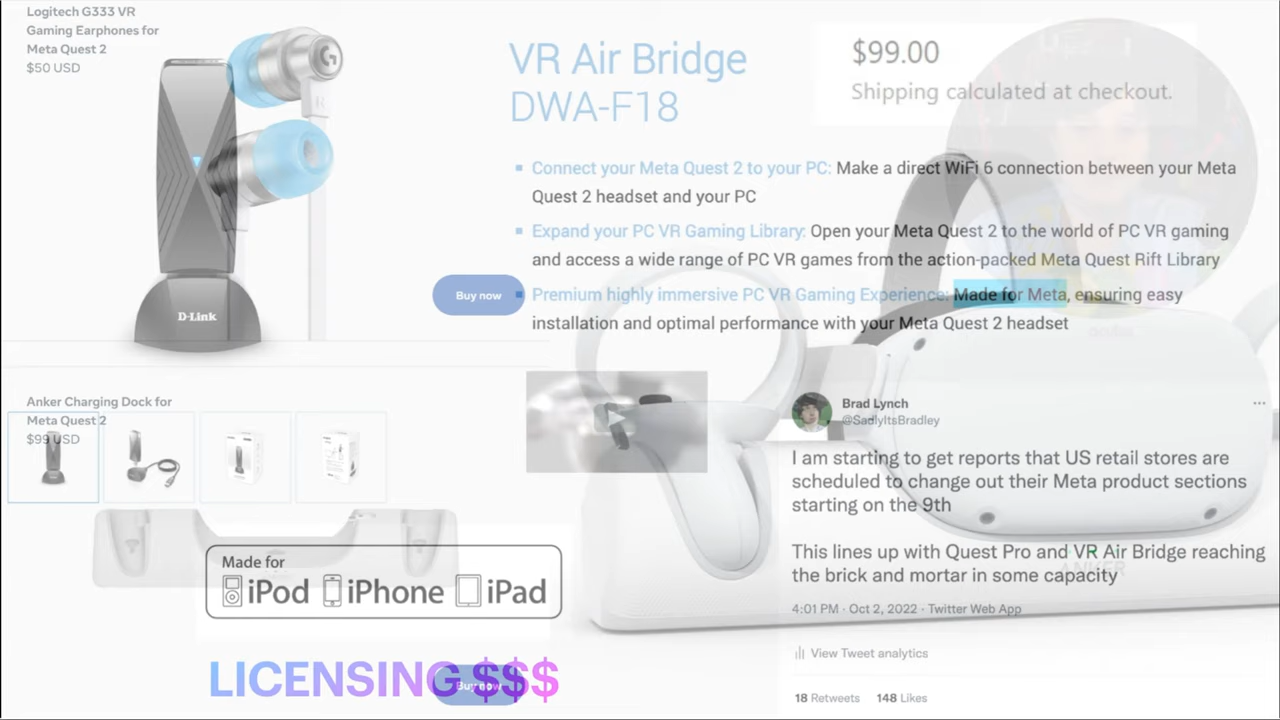 Logitech G333 VR
Gaming Earphones for
Meta Quest 2
$50 USD
D-Link
VR Air Bridge
DWA-F18
$99.00
Shipping calculated at checkout.
Connect your Meta Quest 2 to your PC: Make a direct WiFi 6 connection between your Meta
Quest 2 headset and your PC
Expand your PC VR Gaming Library: Open your Meta Quest 2 to the world of PC VR gaming
and access a wide range of PC VR games from the action-packed Meta Quest Rift Library
Buy now
Premium highly immersive PC VR Gaming Experience: Made for Meta, ensuring easy
installation and optimal performance with your Meta Quest 2 headset
oculus
Anker Charging Dock for
Meta Quest 2
$99 USD
Brad Lynch
@SadlyItsBradley
I am starting to get reports that US retail stores are
scheduled to change out their Meta product sections
starting on the 9th
This lines up with Quest Pro and VR Air Bridge reaching
the brick and mortar in some capacity
ANKER
4:01 PM · Oct 2, 2022 · Twitter Web App
View Tweet analytics
18 Retweets 148 Likes
Made for
iPod iPhone iPad
LICENSING $$$
Buy now